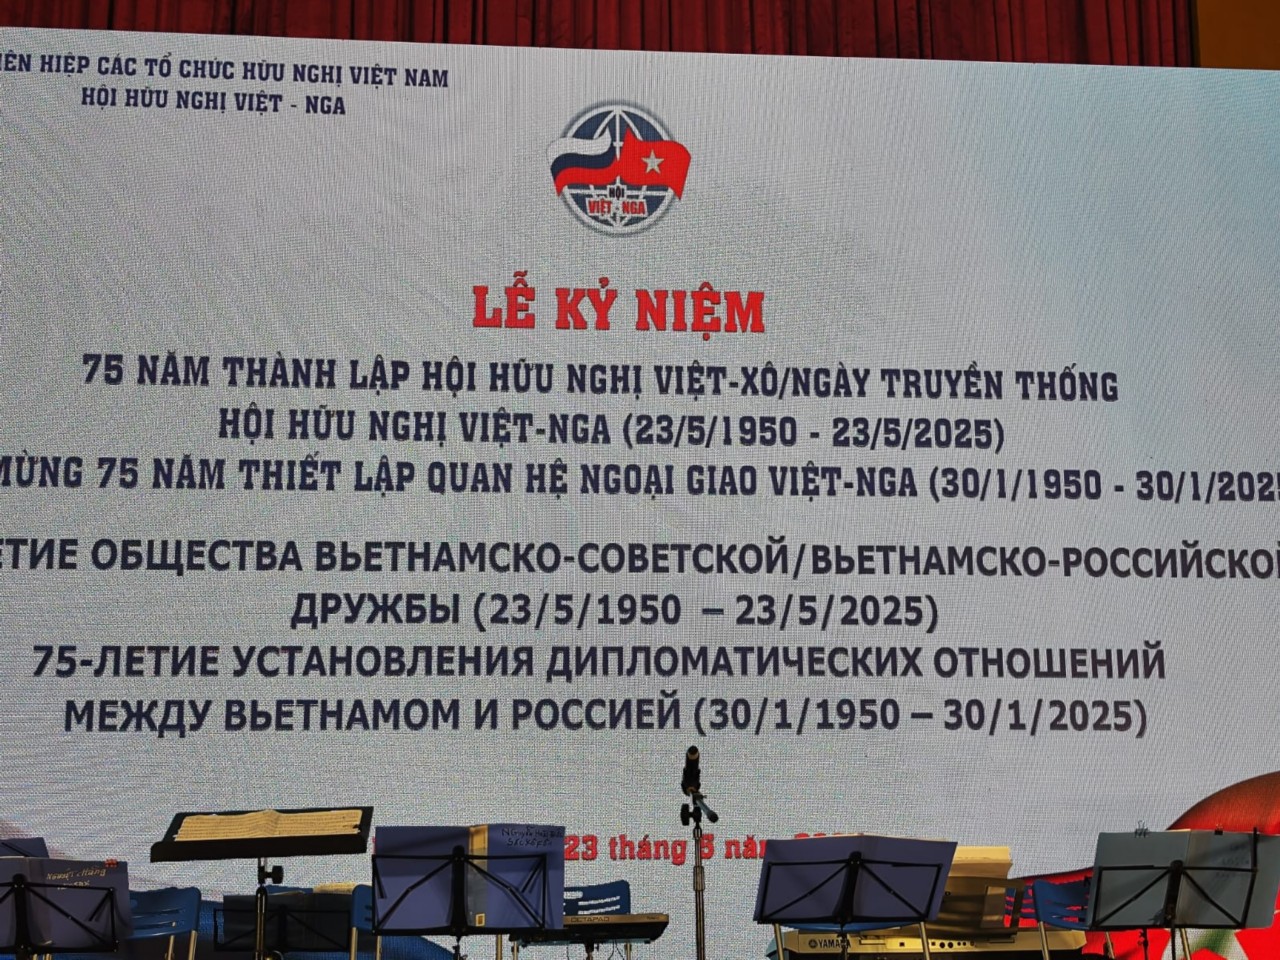 HIỆP CÁC TỔ CHỨC HỮU NGHỊ VIỆT NAM
HỘI HỮU NGHỊ VIỆT - NGA
HỘI
VIỆT - NGA
LỄ KỶ NIỆM
75 NĂM THÀNH LẬP HỘI HỮU NGHỊ VIỆT-XÔ/NGÀY TRUYỀN THỐNG
HỘI HỮU NGHỊ VIỆT-NGA (23/5/1950 - 23/5/2025)
MỪNG 75 NĂM THIẾT LẬP QUAN HỆ NGOẠI GIAO VIỆT-NGA (30/1/1950 - 30/1/2025
ЕТИЕ ОБЩЕСТВА ВЬЕТНАМСКО-СОВЕТСКОЙ/ВЬЕТНАМСКО-РОССИЙСКОЙ
ДРУЖБЫ (23/5/1950 – 23/5/2025)
75-ЛЕТИЕ УСТАНОВЛЕНИЯ ДИПЛОМАТИЧЕСКИХ ОТНОШЕНИЙ
МЕЖДУ ВЬЕТНАМОМ И РОССИЕЙ (30/1/1950 – 30/1/2025)
23 tháng 5 năm
OCTAPAD
YAMAHA